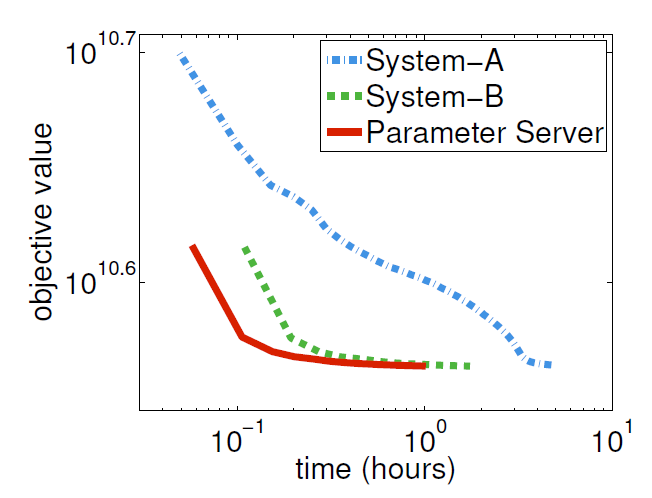 10^10.7
System-A
System-B
Parameter Server
objective value
10^10.6
10^-1
10^0
10^1
time (hours)